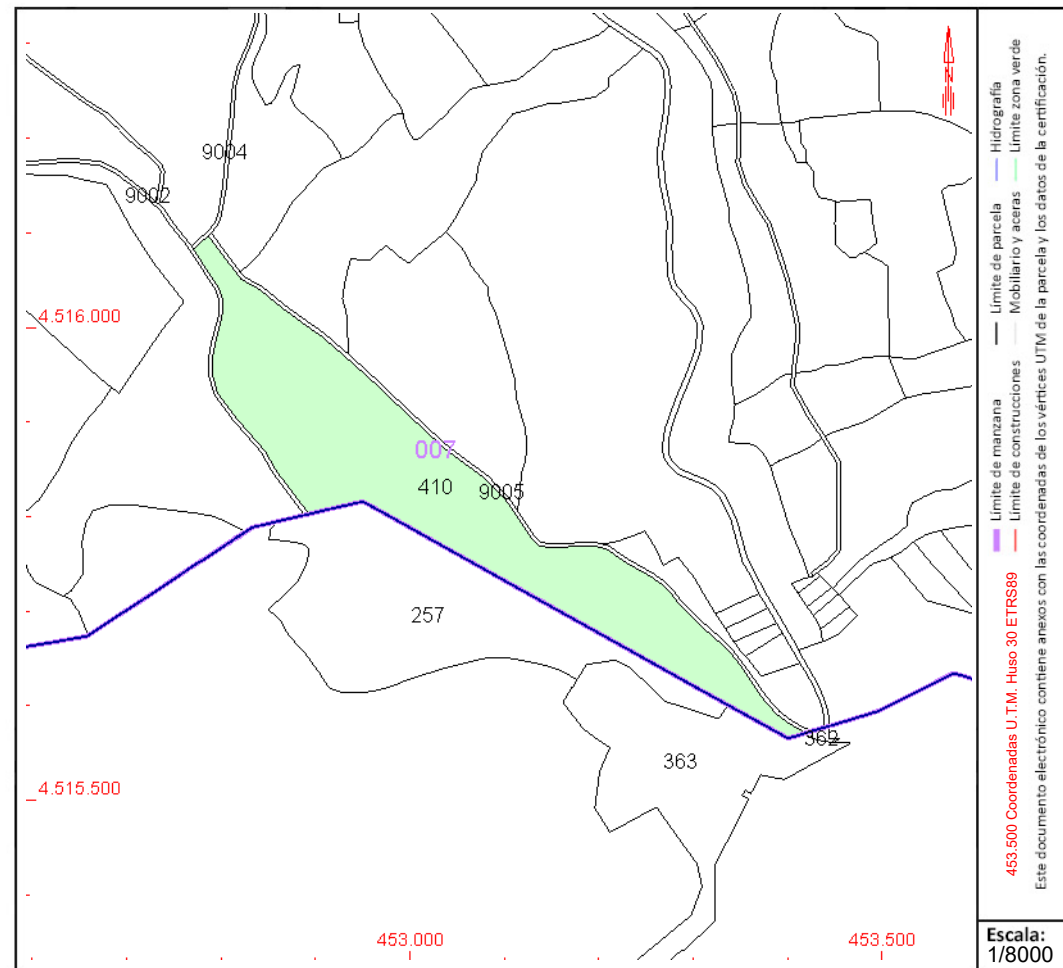 9004
9002
4.516.000
007
410
9005
257
362
363
4.515.500
453.000
453.500
N
Límite de manzana
Límite de parcela
Hidrografía
Límite de construcciones
Mobiliario y aceras
Límite zona verde
453.500 Coordenadas U.T.M. Huso 30 ETRS89
Este documento electrónico contiene anexos con las coordenadas de los vértices UTM de la parcela y los datos de la certificación.
Escala:
1/8000